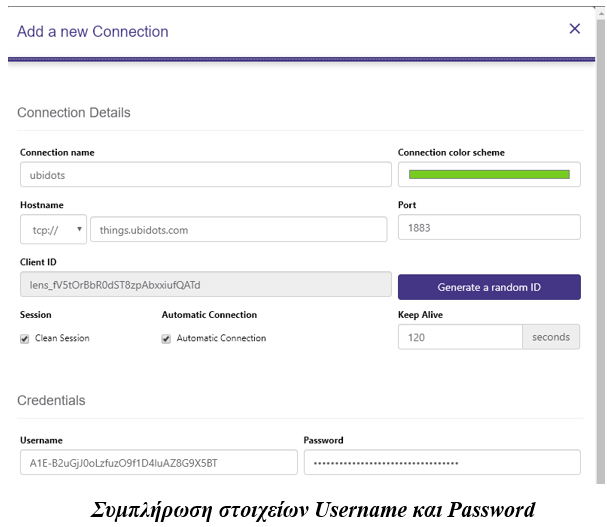 Add a new Connection
Connection Details
Connection name
Connection color scheme
ubidots
Hostname
Port
tcp://
things.ubidots.com
1883
Client ID
lens_fV5tOrBbR0dST8zpAbxxiufQATd
Generate a random ID
Session
Automatic Connection
Keep Alive
Clean Session
Automatic Connection
120
seconds
Credentials
Username
Password
A1E-B2uGjJ0oLzfuzO9f1D4luAZ8G9X5BT
••••••••••••••••••••••••••••••••••
Συμπλήρωση στοιχείων Username και Password